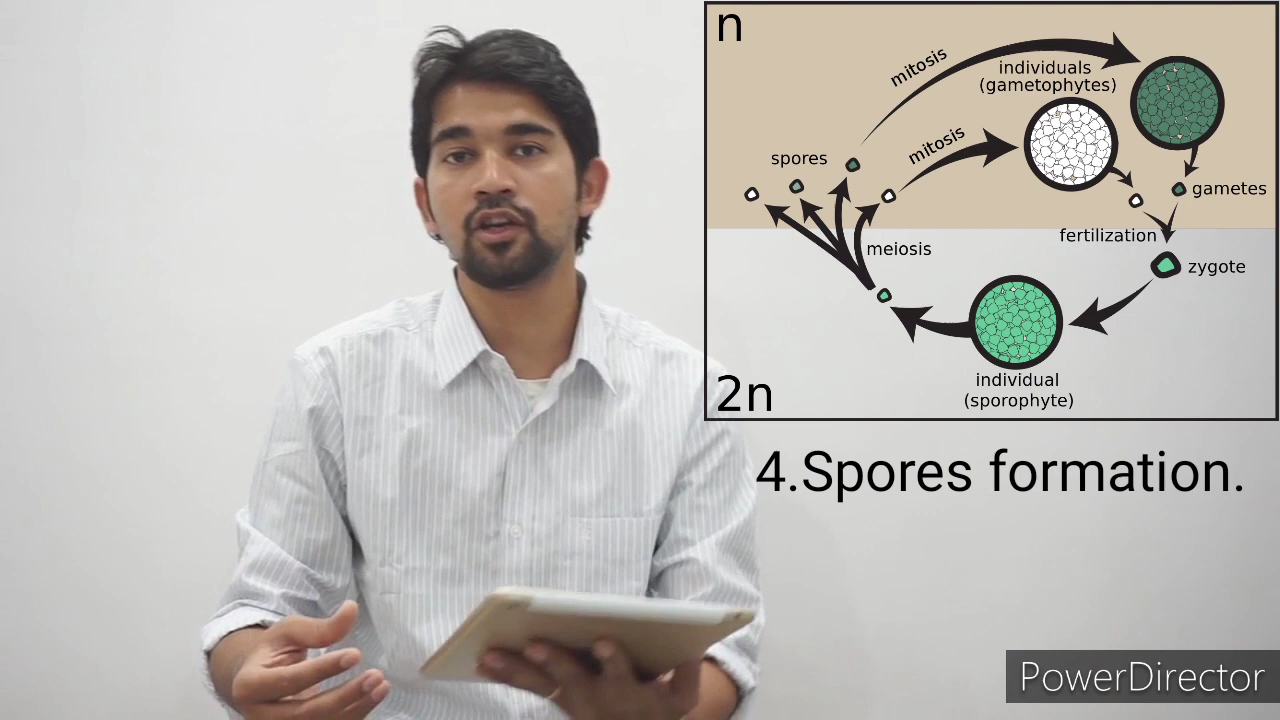 n
mitosis
individuals
(gametophytes)
mitosis
spores
gametes
fertilization
meiosis
zygote
individual
(sporophyte)
2n
4.Spores formation.
PowerDirector